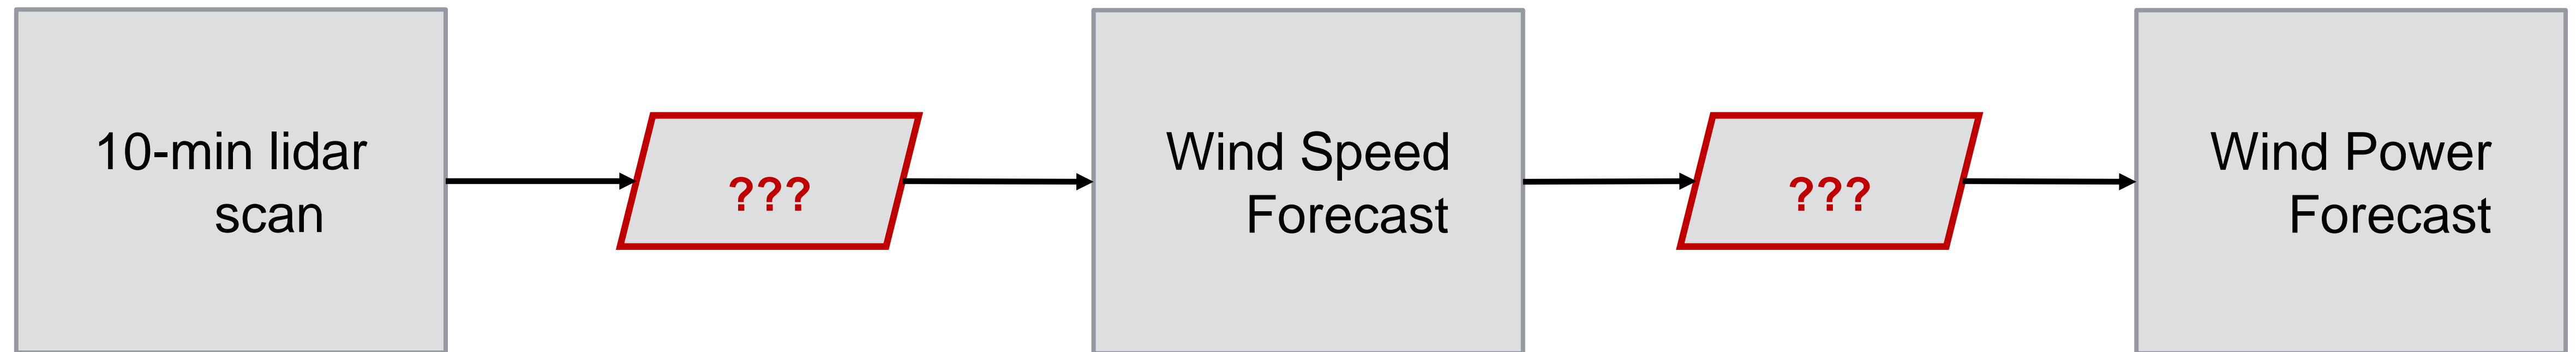 10-min lidar
scan
???
Wind Speed
Forecast
???
Wind Power
Forecast